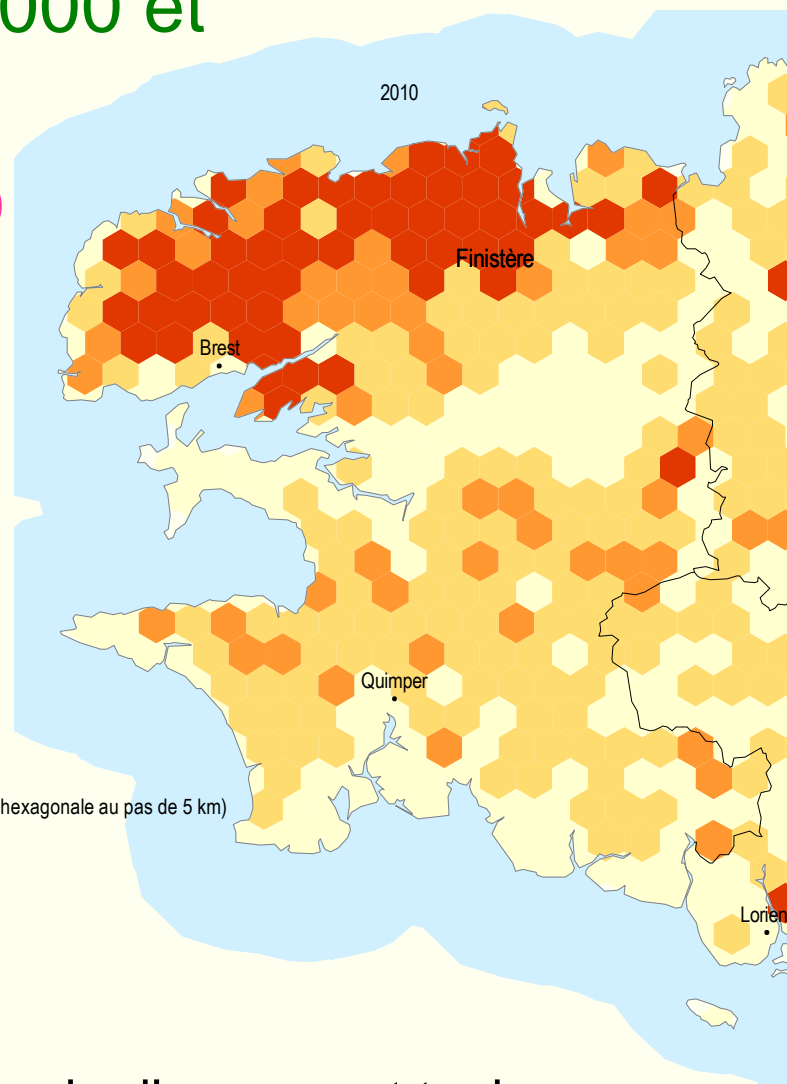 000 et
2010
Finistère
Brest
Quimper
hexagonale au pas de 5 km)
Lorien